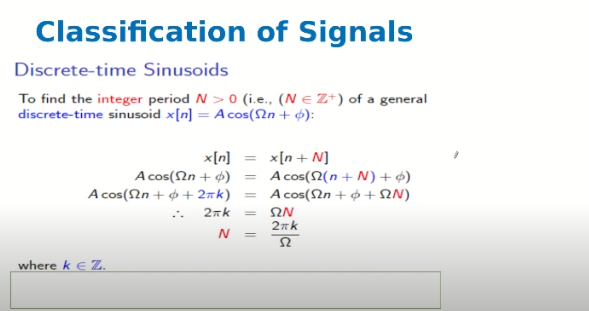 Classification of Signals
Discrete-time Sinusoids
To find the integer period N > 0 (i.e., (N ∈ ℤ⁺) of a general
discrete-time sinusoid x[n] = A cos(Ωn + ϕ):
x[n] = x[n + N]
A cos(Ωn + ϕ) = A cos(Ω(n + N) + ϕ)
A cos(Ωn + ϕ + 2πk) = A cos(Ωn + ϕ + ΩN)
∴ 2πk = ΩN
N = 2πk / Ω
where k ∈ ℤ.